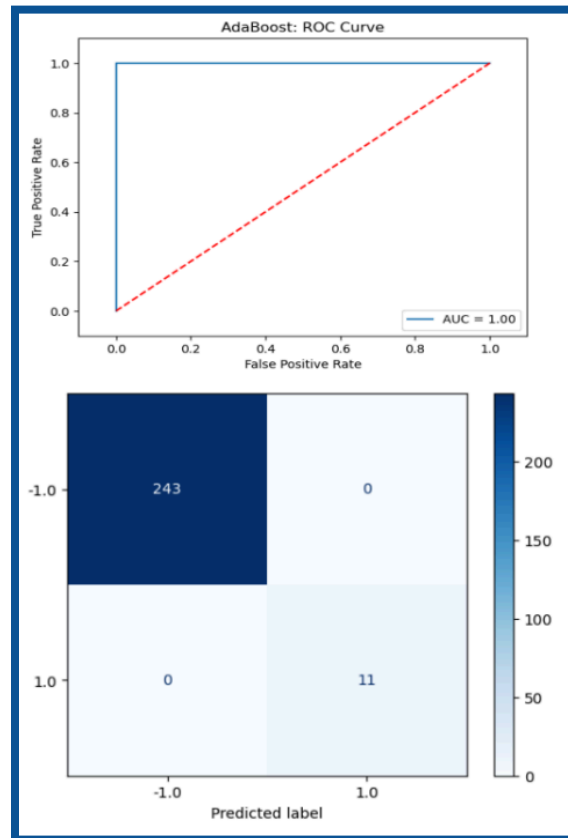 AdaBoost: ROC Curve
1.0
0.8
0.6
0.4
0.2
0.0
True Positive Rate
AUC = 1.00
0.0 0.2 0.4 0.6 0.8 1.0
False Positive Rate
-1.0
243 0
1.0
0 11
-1.0 1.0
Predicted label
200
150
100
50
0